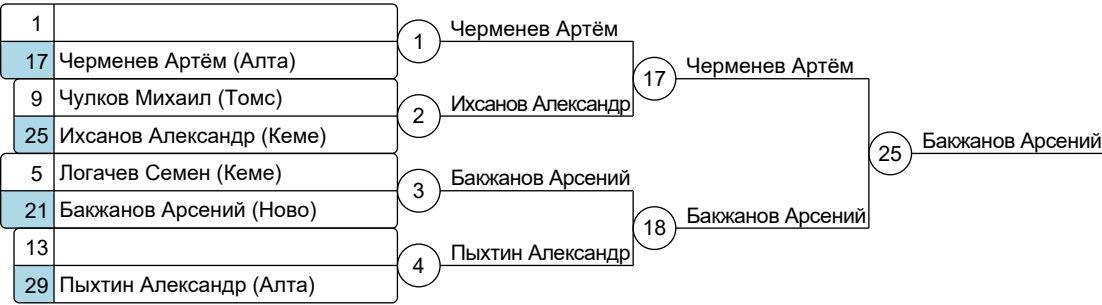 1
Черменев Артём
1
17 Черменев Артём (Алта)
Черменев Артём
17
9 Чулков Михаил (Томс)
Ихсанов Александр
2
25 Ихсанов Александр (Кеме)
Бакжанов Арсений
25
5 Логачев Семен (Кеме)
Бакжанов Арсений
3
21 Бакжанов Арсений (Ново)
Бакжанов Арсений
18
13
Пыхтин Александр
4
29 Пыхтин Александр (Алта)